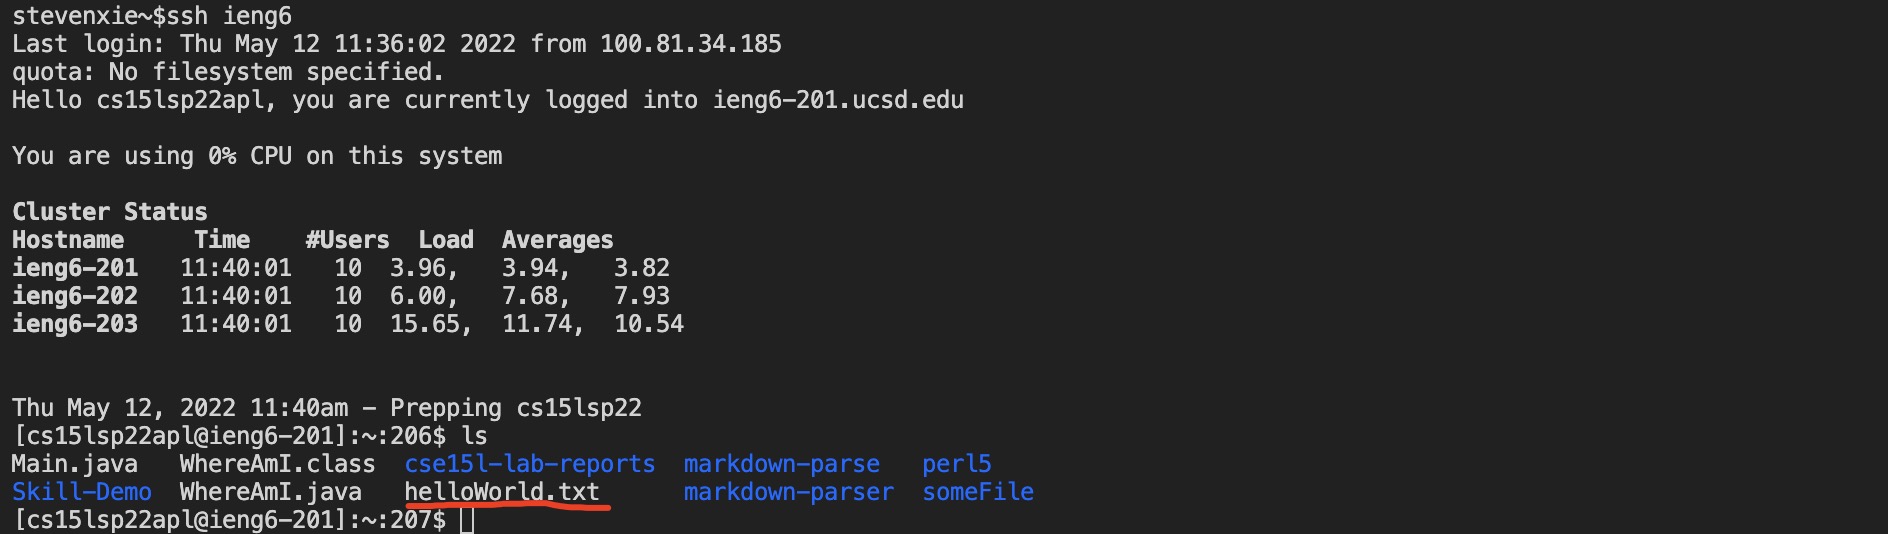 stevenxie~$ssh ieng6
Last login: Thu May 12 11:36:02 2022 from 100.81.34.185
quota: No filesystem specified.
Hello cs15lsp22apl, you are currently logged into ieng6-201.ucsd.edu
You are using 0% CPU on this system
Cluster Status
Hostname     Time    #Users  Load  Averages
ieng6-201   11:40:01   10  3.96,   3.94,   3.82
ieng6-202   11:40:01   10  6.00,   7.68,   7.93
ieng6-203   11:40:01   10  15.65,  11.74,  10.54
Thu May 12, 2022 11:40am - Prepping cs15lsp22
[cs15lsp22apl@ieng6-201]:~:206$ ls
Main.java   WhereAmI.class  cse15l-lab-reports  markdown-parse   perl5
Skill-Demo  WhereAmI.java   helloWorld.txt      markdown-parser  someFile
[cs15lsp22apl@ieng6-201]:~:207$